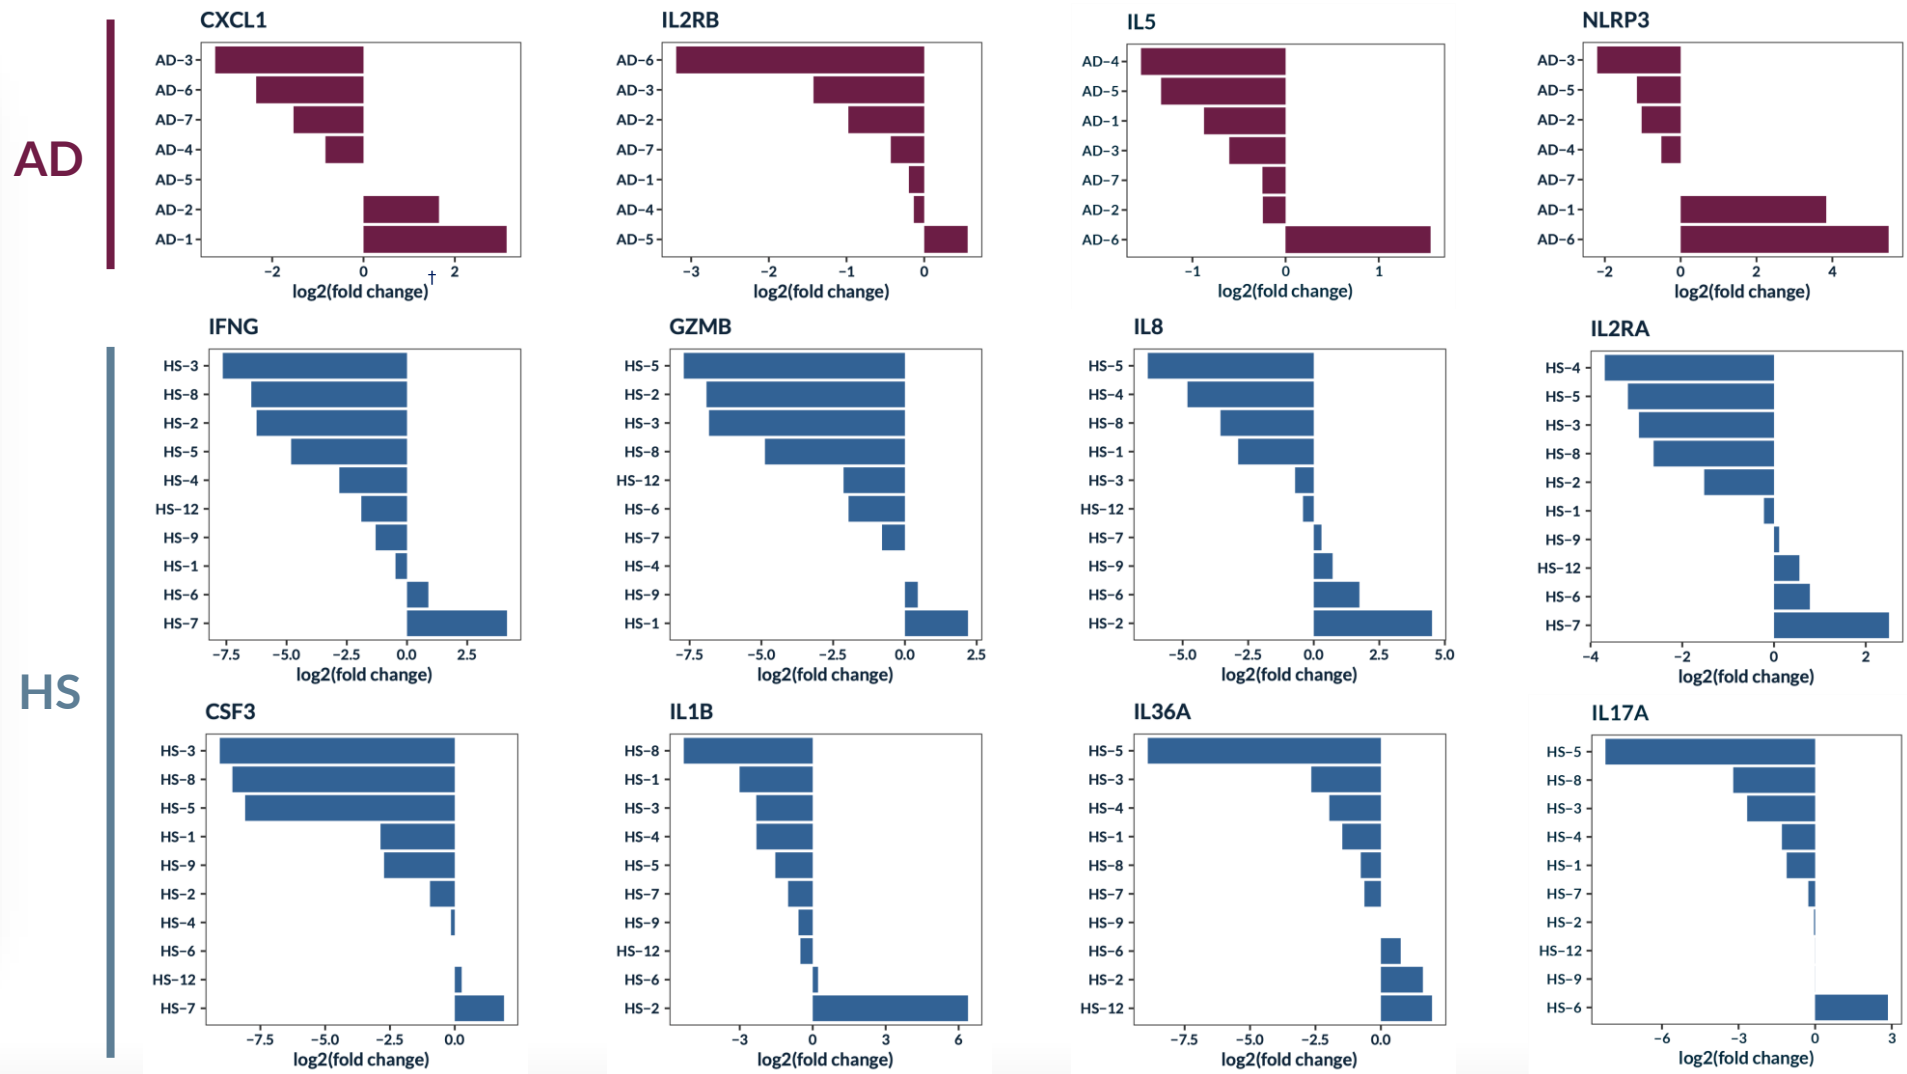 AD
CXCL1
AD-3
AD-6
AD-7
AD-4
AD-5
AD-2
AD-1
-2 0 2
log2(fold change)†
IL2RB
AD-6
AD-3
AD-2
AD-7
AD-1
AD-4
AD-5
-3 -2 -1 0
log2(fold change)
IL5
AD-4
AD-5
AD-1
AD-3
AD-7
AD-2
AD-6
-1 0 1
log2(fold change)
NLRP3
AD-3
AD-5
AD-2
AD-4
AD-7
AD-1
AD-6
-2 0 2 4
log2(fold change)
HS
IFNG
HS-3
HS-8
HS-2
HS-5
HS-4
HS-12
HS-9
HS-1
HS-6
HS-7
-7.5 -5.0 -2.5 0.0 2.5
log2(fold change)
GZMB
HS-5
HS-2
HS-3
HS-8
HS-12
HS-6
HS-7
HS-4
HS-9
HS-1
-7.5 -5.0 -2.5 0.0 2.5
log2(fold change)
IL8
HS-5
HS-4
HS-8
HS-1
HS-3
HS-12
HS-7
HS-9
HS-6
HS-2
-5.0 -2.5 0.0 2.5 5.0
log2(fold change)
IL2RA
HS-4
HS-5
HS-3
HS-8
HS-2
HS-1
HS-9
HS-12
HS-6
HS-7
-4 -2 0 2
log2(fold change)
CSF3
HS-3
HS-8
HS-5
HS-1
HS-9
HS-2
HS-4
HS-6
HS-12
HS-7
-7.5 -5.0 -2.5 0.0
log2(fold change)
IL1B
HS-8
HS-1
HS-3
HS-4
HS-5
HS-7
HS-9
HS-12
HS-6
HS-2
-3 0 3 6
log2(fold change)
IL36A
HS-5
HS-3
HS-4
HS-1
HS-8
HS-7
HS-9
HS-6
HS-2
HS-12
-7.5 -5.0 -2.5 0.0
log2(fold change)
IL17A
HS-5
HS-8
HS-3
HS-4
HS-1
HS-7
HS-2
HS-12
HS-9
HS-6
-6 -3 0 3
log2(fold change)